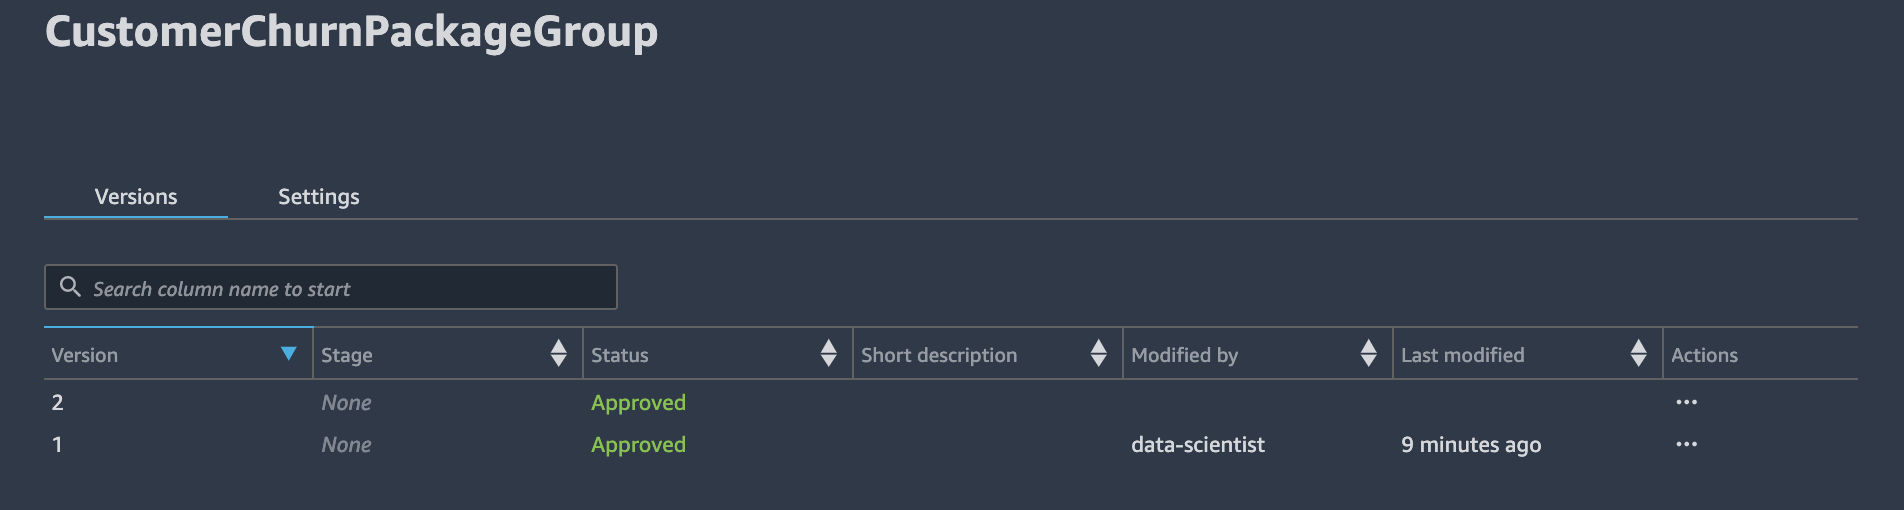 CustomerChurnPackageGroup
Versions Settings
Search column name to start
Version Stage Status Short description Modified by Last modified Actions
2 None Approved ...
1 None Approved data-scientist 9 minutes ago ...